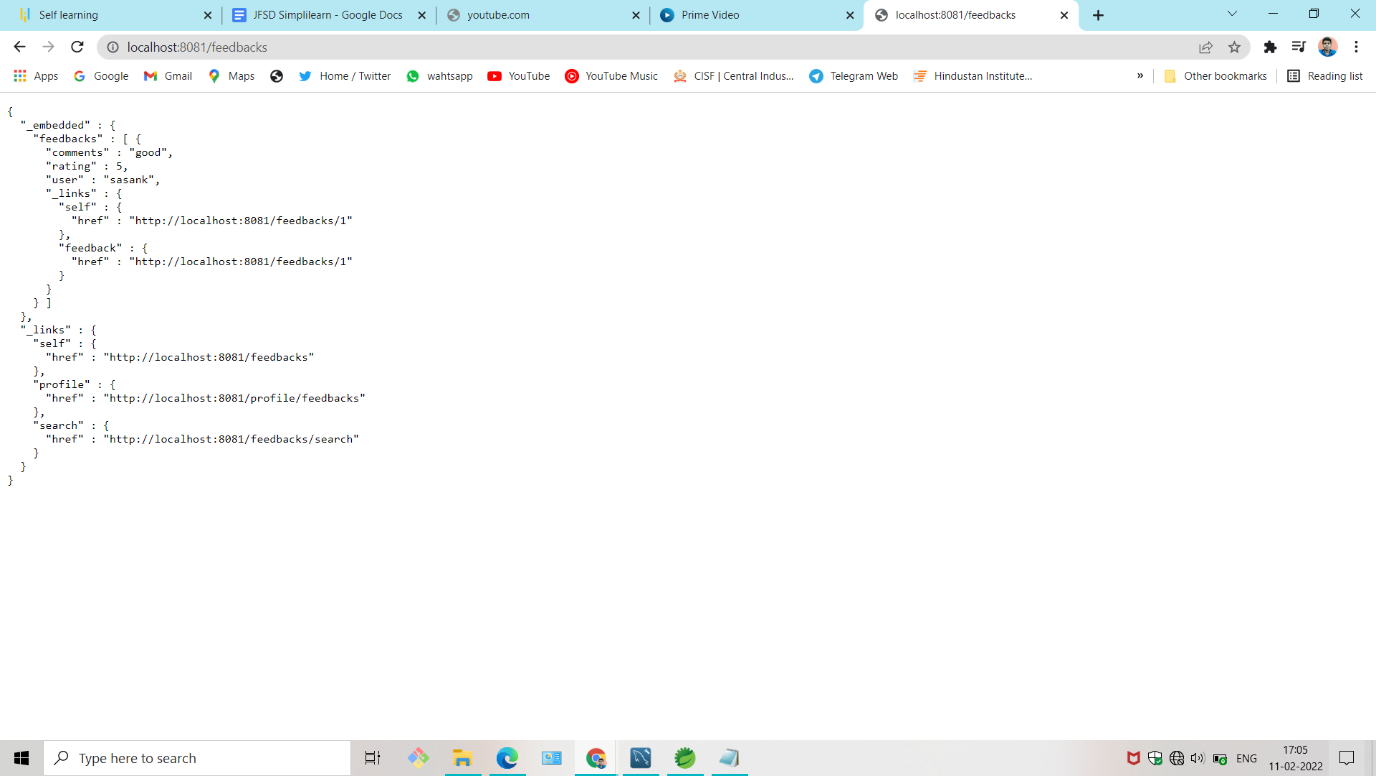 Self learning
JFSD Simplilearn - Google Docs
youtube.com
Prime Video
localhost:8081/feedbacks
localhost:8081/feedbacks
Apps
Google
Gmail
Maps
Home / Twitter
wahtsapp
YouTube
YouTube Music
CISF | Central Indus...
Telegram Web
Hindustan Institute...
»
Other bookmarks
Reading list
{
"_embedded" : {
"feedbacks" : [ {
"comments" : "good",
"rating" : 5,
"user" : "sasank",
"_links" : {
"self" : {
"href" : "http://localhost:8081/feedbacks/1"
},
"feedback" : {
"href" : "http://localhost:8081/feedbacks/1"
}
}
} ]
},
"_links" : {
"self" : {
"href" : "http://localhost:8081/feedbacks"
},
"profile" : {
"href" : "http://localhost:8081/profile/feedbacks"
},
"search" : {
"href" : "http://localhost:8081/feedbacks/search"
}
}
}
Type here to search
ENG
17:05
11-02-2022